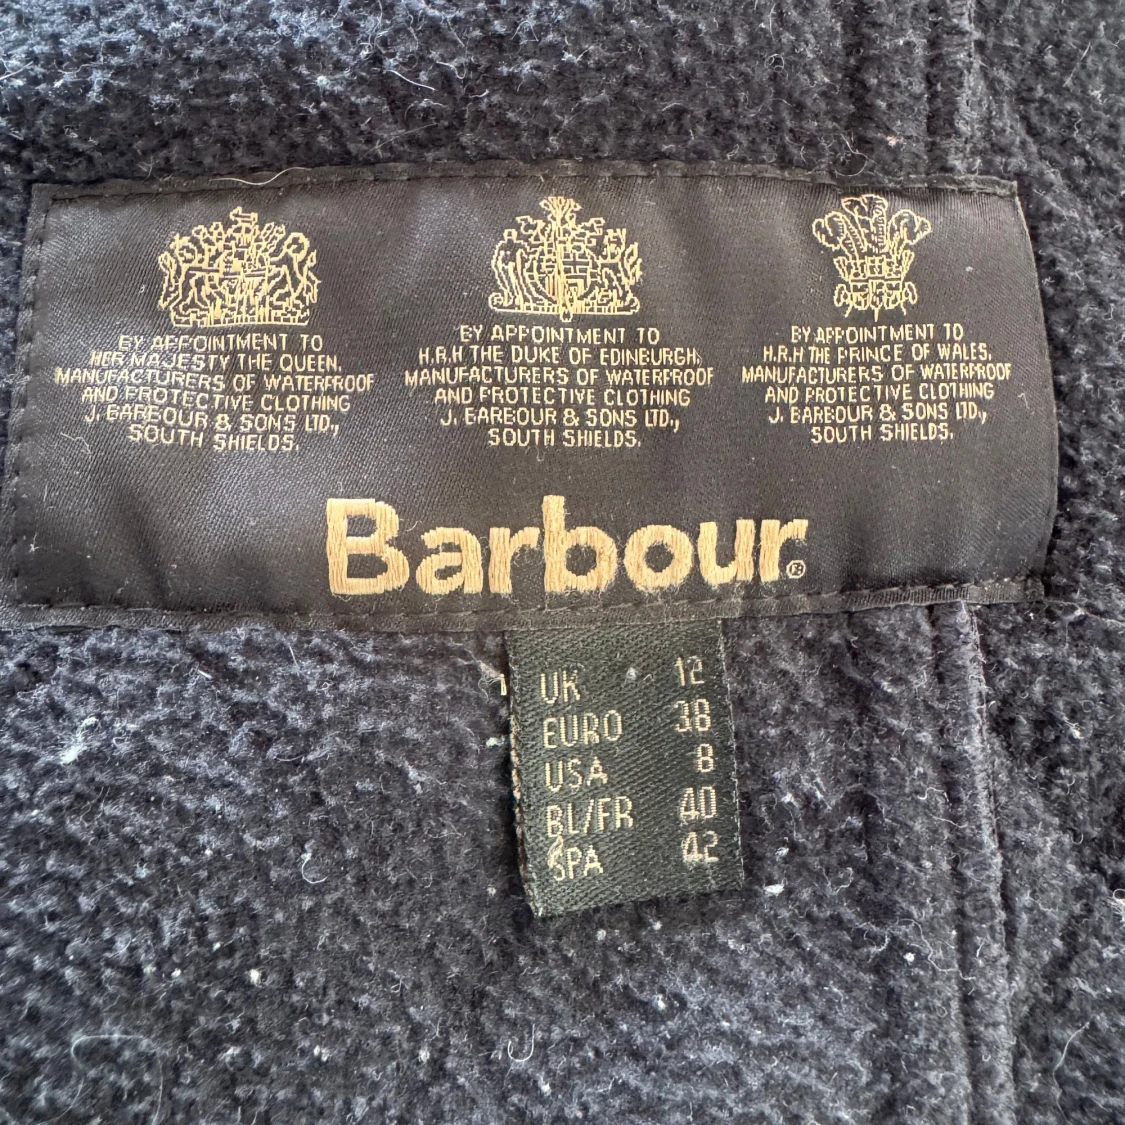 BY APPOINTMENT TO
HER MAJESTY THE QUEEN.
MANUFACTURERS OF WATERPROOF
AND PROTECTIVE CLOTHING
J. BARBOUR & SONS LTD.,
SOUTH SHIELDS.
BY APPOINTMENT TO
H.R.H THE DUKE OF EDINBURGH,
MANUFACTURERS OF WATERPROOF
AND PROTECTIVE CLOTHING
J. BARBOUR & SONS LTD.,
SOUTH SHIELDS.
BY APPOINTMENT TO
H.R.H THE PRINCE OF WALES.
MANUFACTURERS OF WATERPROOF
AND PROTECTIVE CLOTHING
J. BARBOUR & SONS LTD.,
SOUTH SHIELDS.
Barbour®
UK 12
EURO 38
USA 8
BL/FR 40
SPA 42